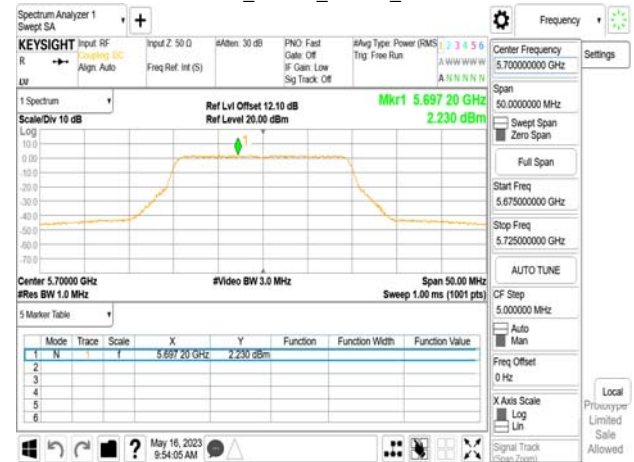 Spectrum Analyzer 1
Swept SA
+
Frequency
KEYSIGHT Input: RF Input Z: 50 Ω #Atten: 30 dB PNO: Fast #Avg Type: Power (RMS 1 2 3 4 5 6
R Coupling: DC Gate: Off Trig: Free Run A W W W W W
Align: Auto Freq Ref: Int (S) IF Gain: Low
Sig Track: Off A N N N N N
1 Spectrum
Ref Lvl Offset 12.10 dB Mkr1 5.697 20 GHz
Scale/Div 10 dB Ref Level 20.00 dBm 2.230 dBm
Log
1
10.0
0.00
-10.0
-20.0
-30.0
-40.0
-50.0
-60.0
-70.0
Center 5.70000 GHz #Video BW 3.0 MHz Span 50.00 MHz
#Res BW 1.0 MHz Sweep 1.00 ms (1001 pts)
5 Marker Table
Mode Trace Scale X Y Function Function Width Function Value
1 N 1 f 5.697 20 GHz 2.230 dBm
2
3
4
5
6
May 16, 2023
9:54:05 AM
?
Center Frequency
5.700000000 GHz
Settings
Span
50.0000000 MHz
Swept Span
Zero Span
Full Span
Start Freq
5.675000000 GHz
Stop Freq
5.725000000 GHz
AUTO TUNE
CF Step
5.000000 MHz
Auto
Man
Freq Offset
0 Hz
X Axis Scale
Log
Lin
Signal Track
(Span Zoom)
Local
Prototype
Limited
Sale
Allowed